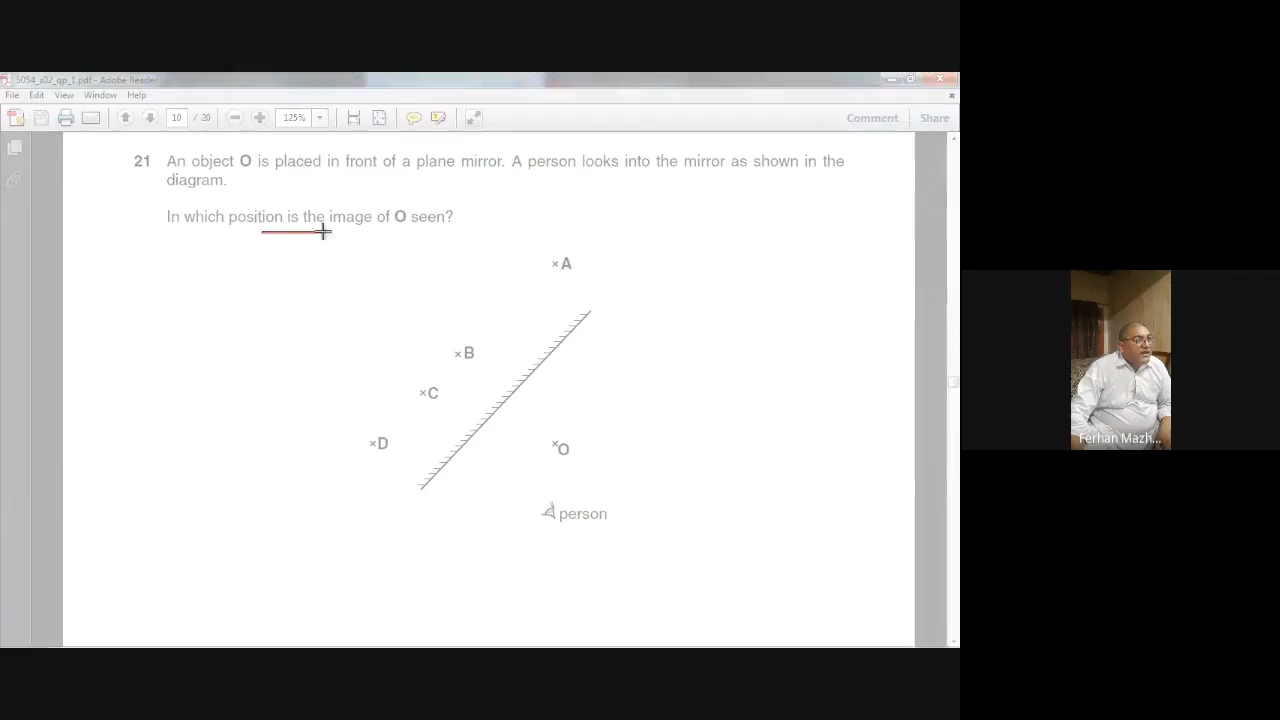 5054_s02_qp_1.pdf - Adobe Reader
File Edit View Window Help
10 / 20 125% Comment Share
21 An object O is placed in front of a plane mirror. A person looks into the mirror as shown in the
diagram.
In which position is the image of O seen?
× A
× B
× C
× D
× O
person
Ferhan Mazh...